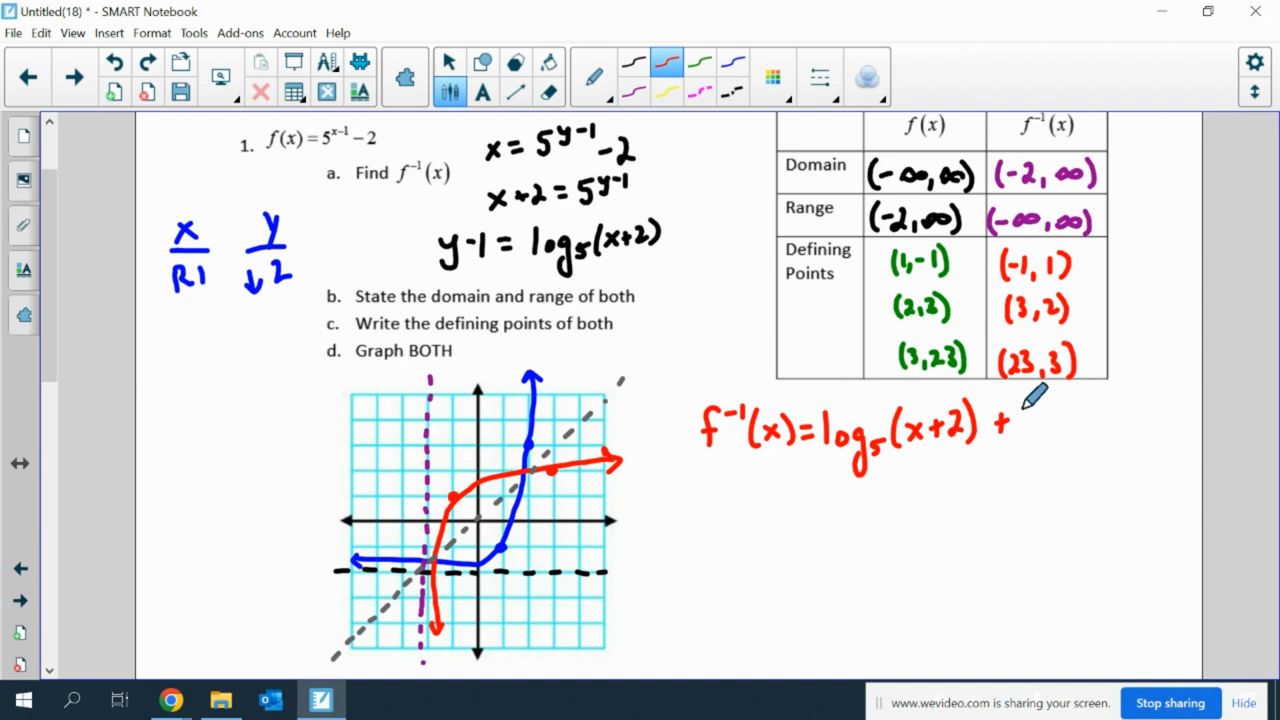 Untitled(18) * - SMART Notebook
File Edit View Insert Format Tools Add-ons Account Help
1. f(x) = 5^{x-1} - 2
a. Find f^{-1}(x)
x = 5^{y-1} - 2
x + 2 = 5^{y-1}
y - 1 = log_5(x+2)
x y
R1 ↓2
b. State the domain and range of both
c. Write the defining points of both
d. Graph BOTH
f(x) f^{-1}(x)
Domain (-∞,∞) (-2,∞)
Range (-2,∞) (-∞,∞)
Defining Points (1,-1) (-1,1)
(2,3) (3,2)
(3,23) (23,3)
f^{-1}(x) = log_5(x+2) +
www.wevideo.com is sharing your screen. Stop sharing Hide